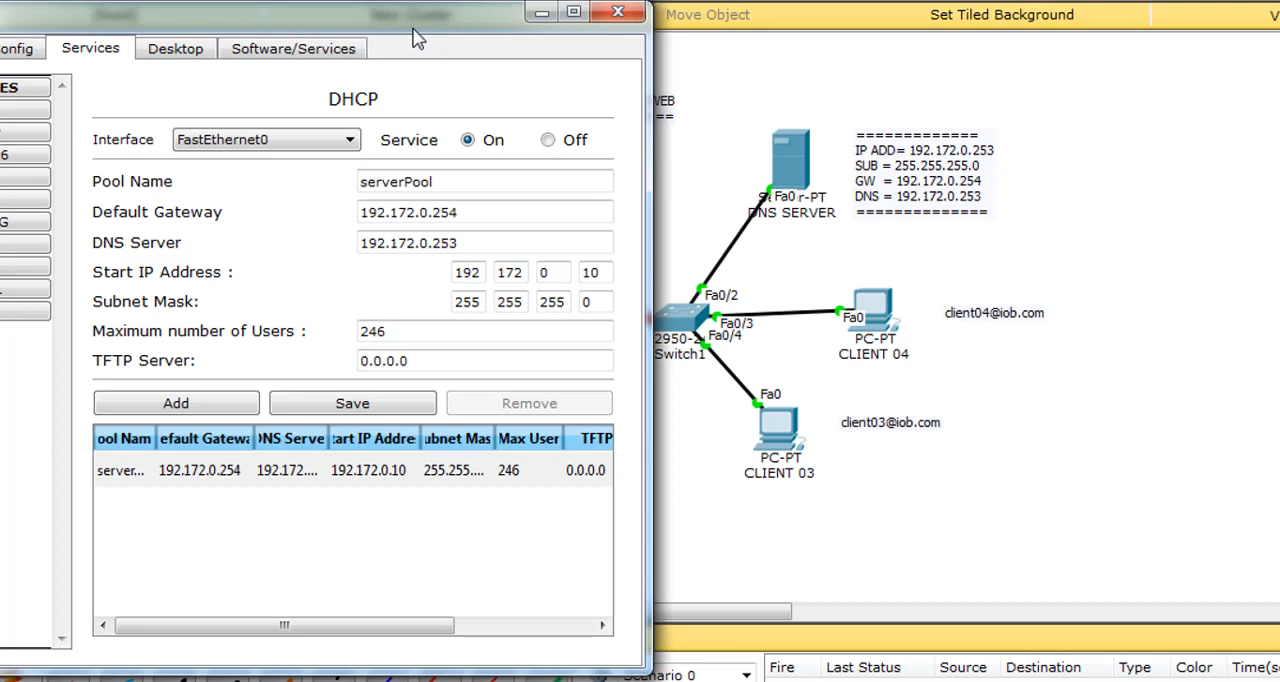 Move Object
Set Tiled Background
onfig
Services
Desktop
Software/Services
ES
6
G
DHCP
Interface
FastEthernet0
Service
On
Off
Pool Name
serverPool
Default Gateway
192.172.0.254
DNS Server
192.172.0.253
Start IP Address :
192 172 0 10
Subnet Mask:
255 255 255 0
Maximum number of Users :
246
TFTP Server:
0.0.0.0
Add
Save
Remove
ool Nam
efault Gatewa
DNS Serve
tart IP Addre
ubnet Mas
Max User
TFTP
server...
192.172.0.254
192.172....
192.172.0.10
255.255....
246
0.0.0.0
WEB
==
Fa0
r-PT
DNS SERVER
=============
IP ADD= 192.172.0.253
SUB = 255.255.255.0
GW = 192.172.0.254
DNS = 192.172.0.253
==============
Fa0/2
Fa0/3
Fa0/4
2950-2
Switch1
Fa0
PC-PT
CLIENT 04
client04@iob.com
Fa0
PC-PT
CLIENT 03
client03@iob.com
Scenario 0
Fire
Last Status
Source
Destination
Type
Color
Time(s